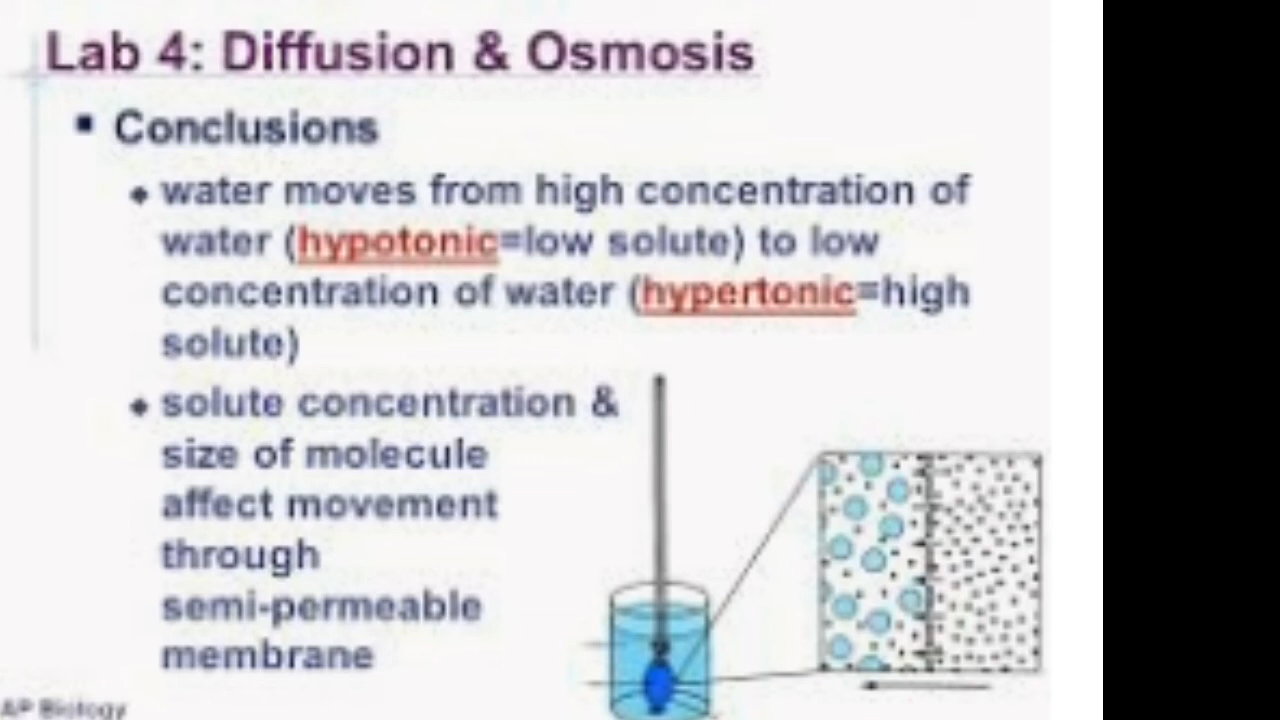 Lab 4: Diffusion & Osmosis
▪ Conclusions
◆ water moves from high concentration of
water (hypotonic=low solute) to low
concentration of water (hypertonic=high
solute)
◆ solute concentration &
size of molecule
affect movement
through
semi-permeable
membrane
AP Biology